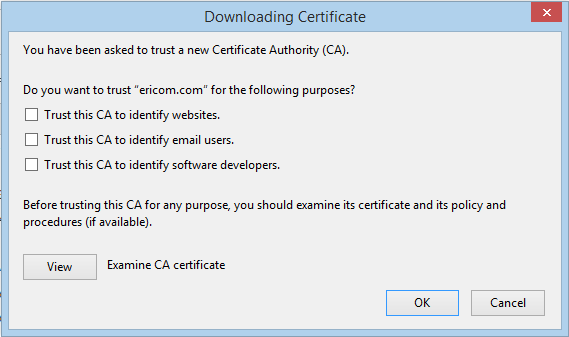 Downloading Certificate
You have been asked to trust a new Certificate Authority (CA).
Do you want to trust “ericom.com” for the following purposes?
Trust this CA to identify websites.
Trust this CA to identify email users.
Trust this CA to identify software developers.
Before trusting this CA for any purpose, you should examine its certificate and its policy and
procedures (if available).
View Examine CA certificate
OK Cancel